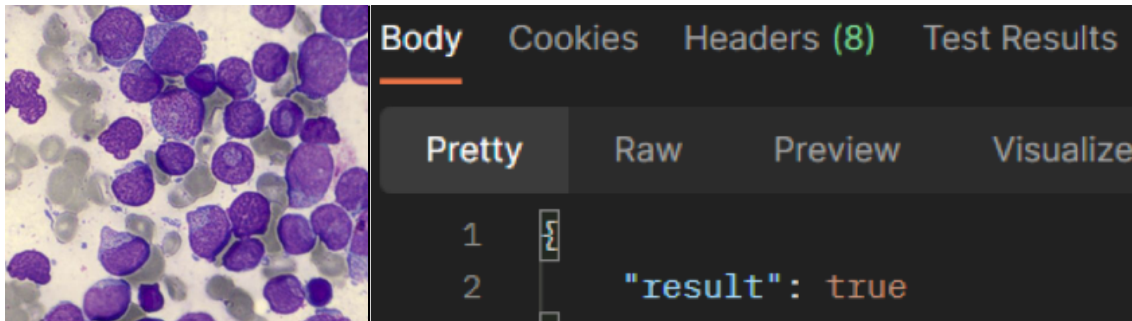 Body Cookies Headers (8) Test Results
Pretty Raw Preview Visualize
1 {
2 "result": true